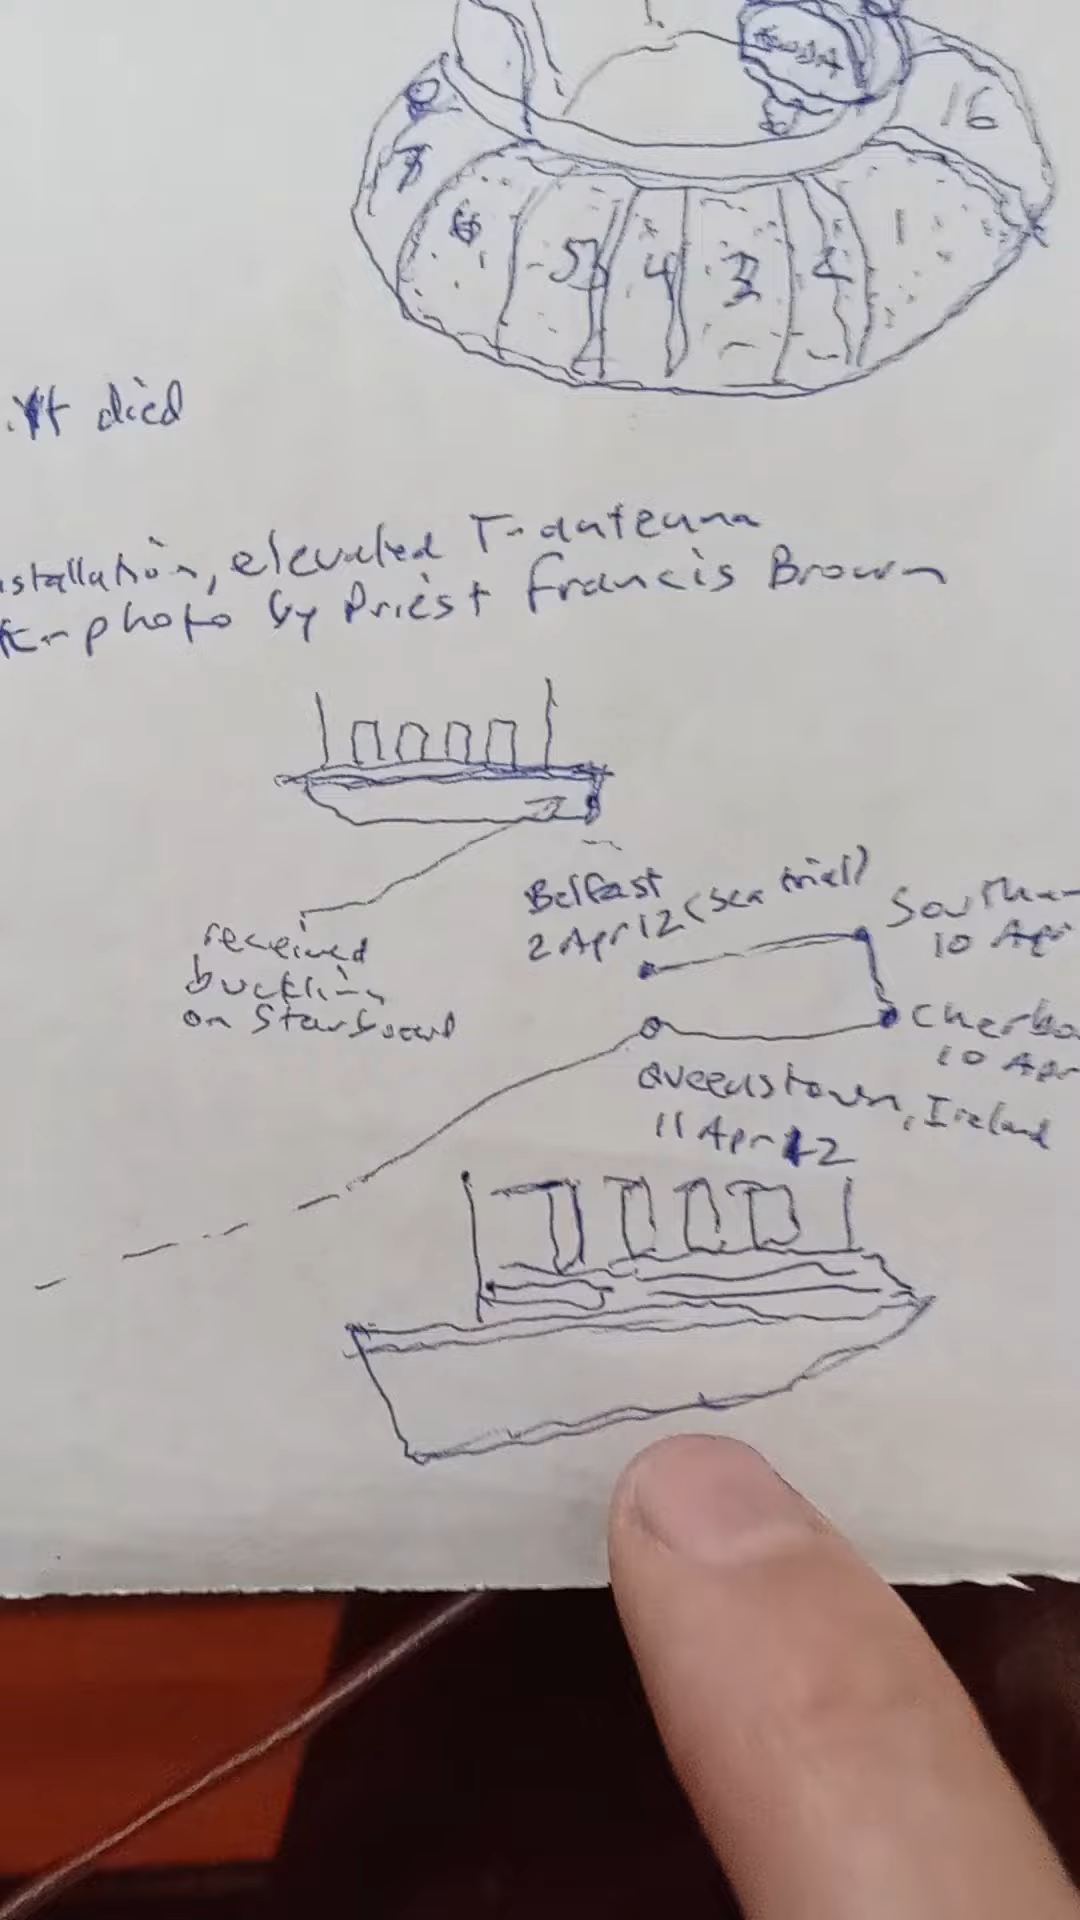 16
8
7
6
5
4
3
2
1
died
elevated T-antenna
photo by Priest Francis Brown
received
buckling
on Starboard
Belfast
2 Apr 12 (sea trial)
10 Apr
10 Apr
Queenstown, Ireland
11 Apr 12